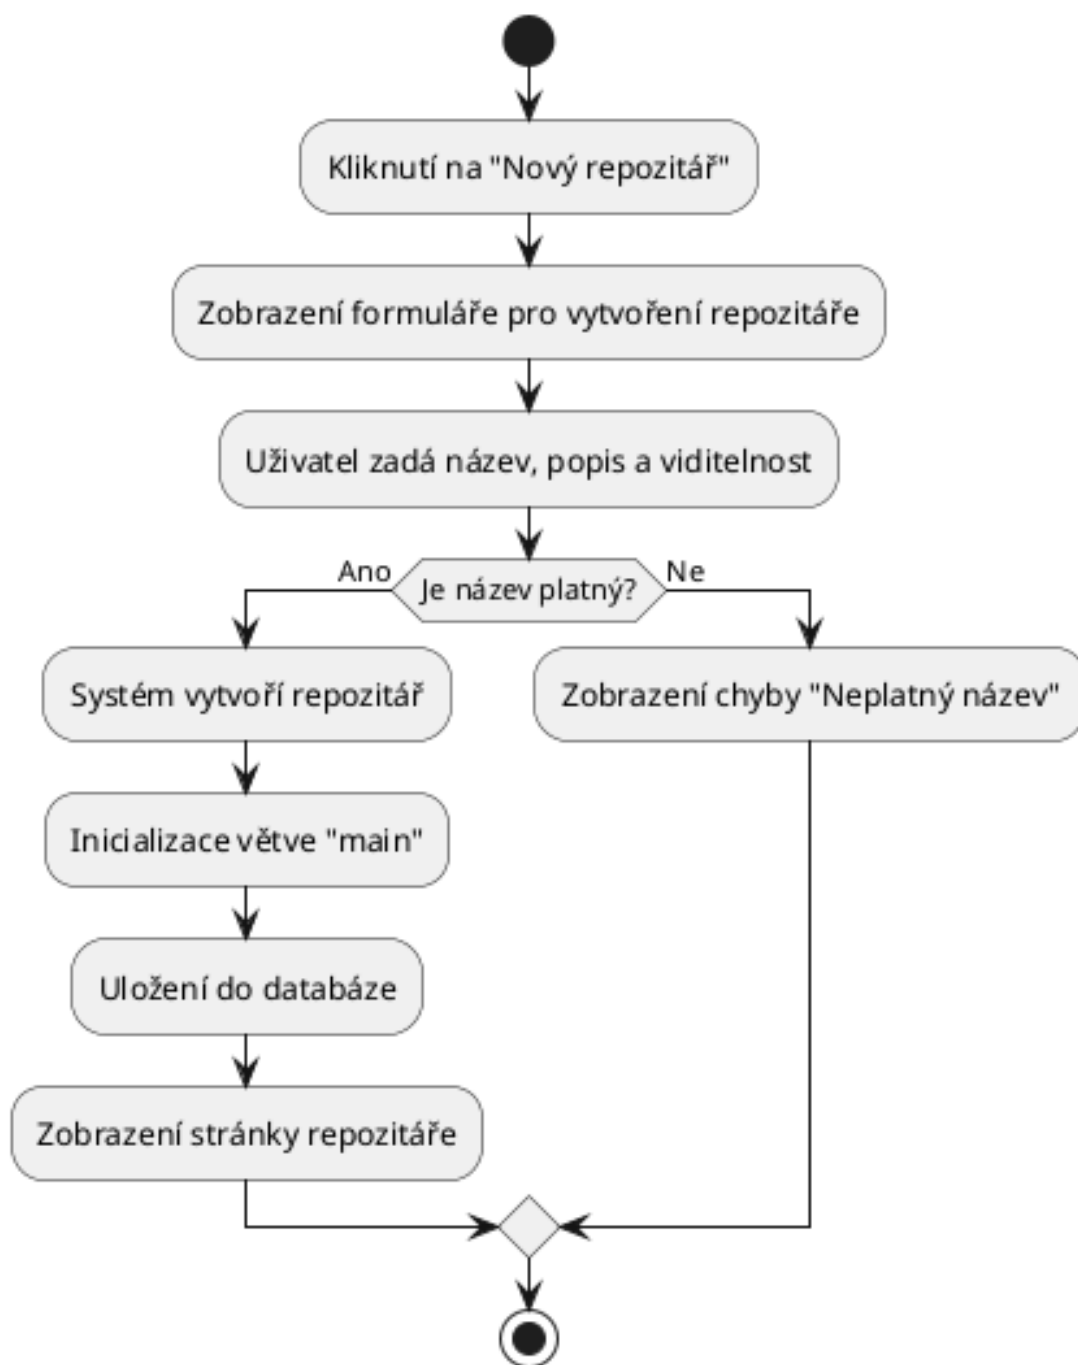 Kliknutí na "Nový repozitář"
Zobrazení formuláře pro vytvoření repozitáře
Uživatel zadá název, popis a viditelnost
Ano
Je název platný?
Ne
Systém vytvoří repozitář
Zobrazení chyby "Neplatný název"
Inicializace větve "main"
Uložení do databáze
Zobrazení stránky repozitáře